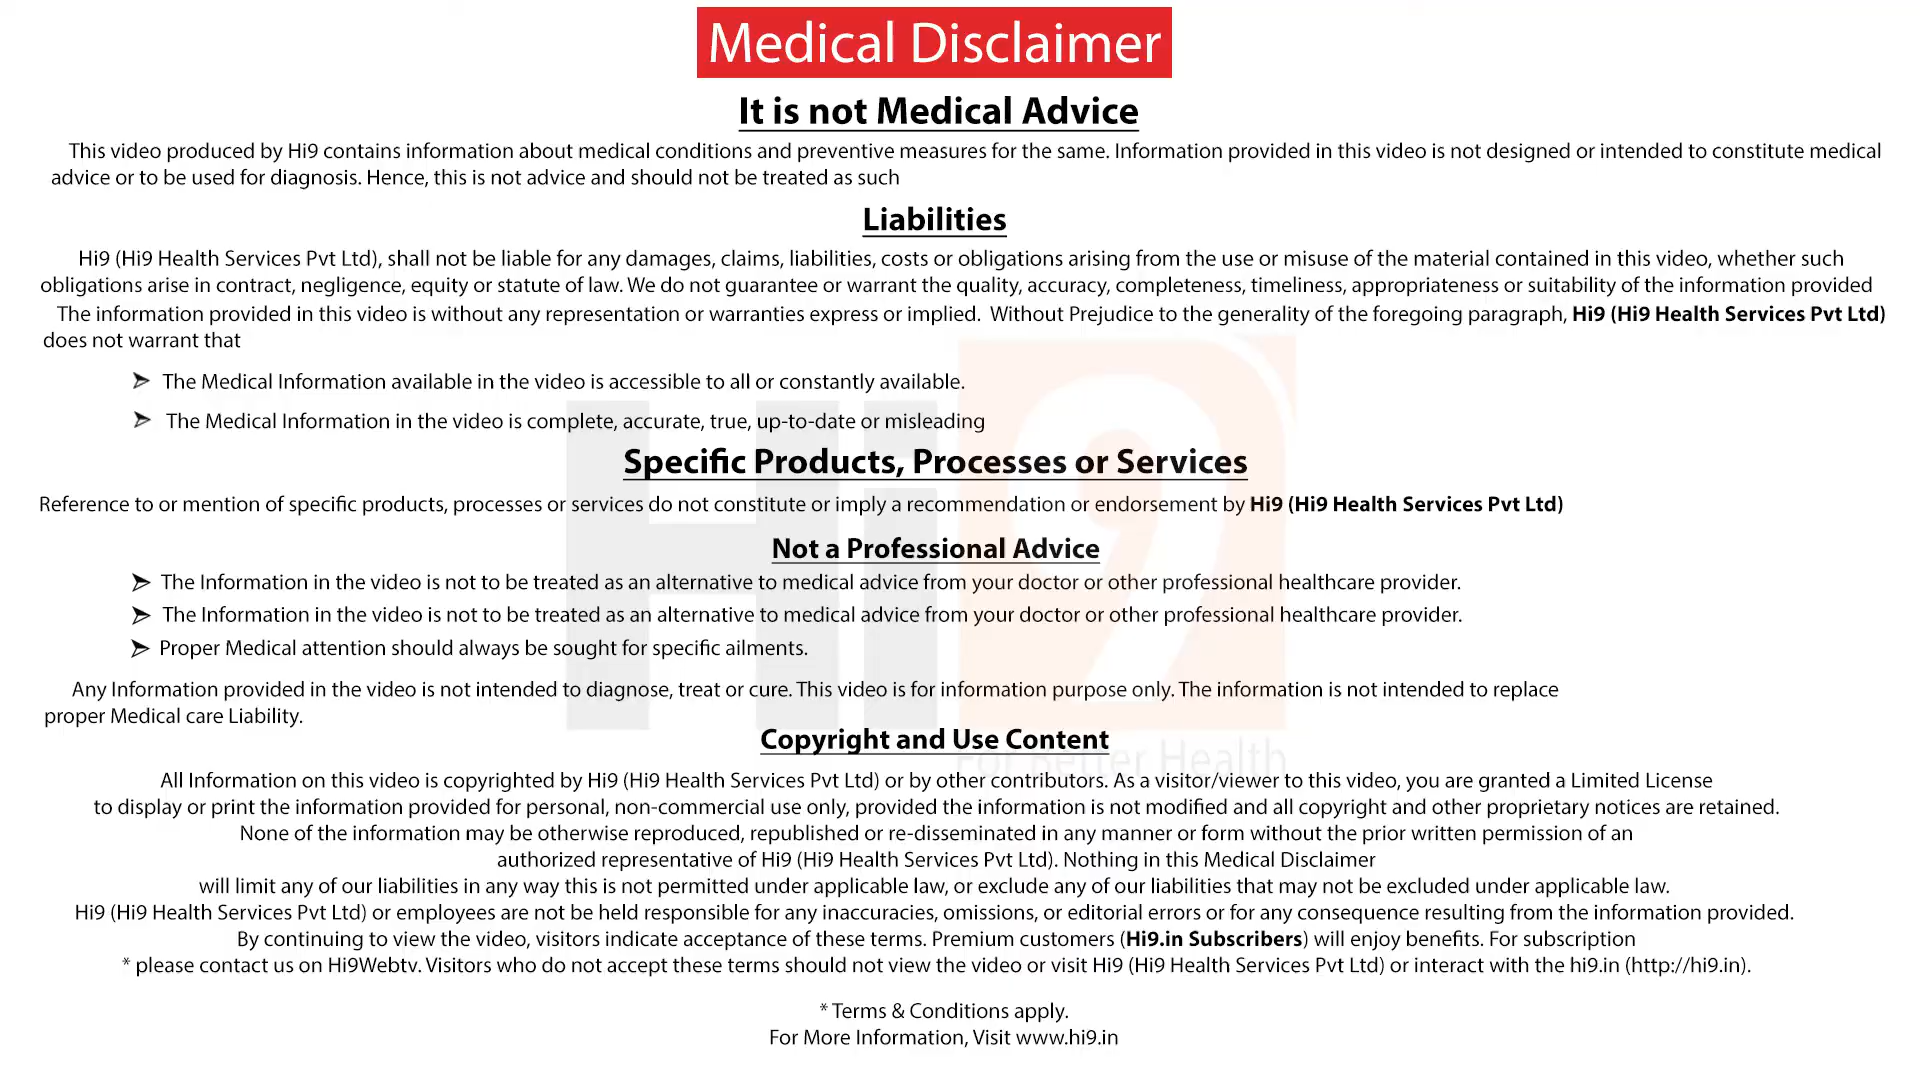 Medical Disclaimer
It is not Medical Advice
This video produced by Hi9 contains information about medical conditions and preventive measures for the same. Information provided in this video is not designed or intended to constitute medical
advice or to be used for diagnosis. Hence, this is not advice and should not be treated as such
Liabilities
Hi9 (Hi9 Health Services Pvt Ltd), shall not be liable for any damages, claims, liabilities, costs or obligations arising from the use or misuse of the material contained in this video, whether such
obligations arise in contract, negligence, equity or statute of law. We do not guarantee or warrant the quality, accuracy, completeness, timeliness, appropriateness or suitability of the information provided
The information provided in this video is without any representation or warranties express or implied. Without Prejudice to the generality of the foregoing paragraph, Hi9 (Hi9 Health Services Pvt Ltd)
does not warrant that
➢ The Medical Information available in the video is accessible to all or constantly available.
➢ The Medical Information in the video is complete, accurate, true, up-to-date or misleading
Specific Products, Processes or Services
Reference to or mention of specific products, processes or services do not constitute or imply a recommendation or endorsement by Hi9 (Hi9 Health Services Pvt Ltd)
Not a Professional Advice
➢ The Information in the video is not to be treated as an alternative to medical advice from your doctor or other professional healthcare provider.
➢ The Information in the video is not to be treated as an alternative to medical advice from your doctor or other professional healthcare provider.
➢ Proper Medical attention should always be sought for specific ailments.
Any Information provided in the video is not intended to diagnose, treat or cure. This video is for information purpose only. The information is not intended to replace
proper Medical care Liability.
Copyright and Use Content
Hi9
For Better Health
All Information on this video is copyrighted by Hi9 (Hi9 Health Services Pvt Ltd) or by other contributors. As a visitor/viewer to this video, you are granted a Limited License
to display or print the information provided for personal, non-commercial use only, provided the information is not modified and all copyright and other proprietary notices are retained.
None of the information may be otherwise reproduced, republished or re-disseminated in any manner or form without the prior written permission of an
authorized representative of Hi9 (Hi9 Health Services Pvt Ltd). Nothing in this Medical Disclaimer
will limit any of our liabilities in any way this is not permitted under applicable law, or exclude any of our liabilities that may not be excluded under applicable law.
Hi9 (Hi9 Health Services Pvt Ltd) or employees are not be held responsible for any inaccuracies, omissions, or editorial errors or for any consequence resulting from the information provided.
By continuing to view the video, visitors indicate acceptance of these terms. Premium customers (Hi9.in Subscribers) will enjoy benefits. For subscription
* please contact us on Hi9Webtv. Visitors who do not accept these terms should not view the video or visit Hi9 (Hi9 Health Services Pvt Ltd) or interact with the hi9.in (http://hi9.in).
* Terms & Conditions apply.
For More Information, Visit www.hi9.in